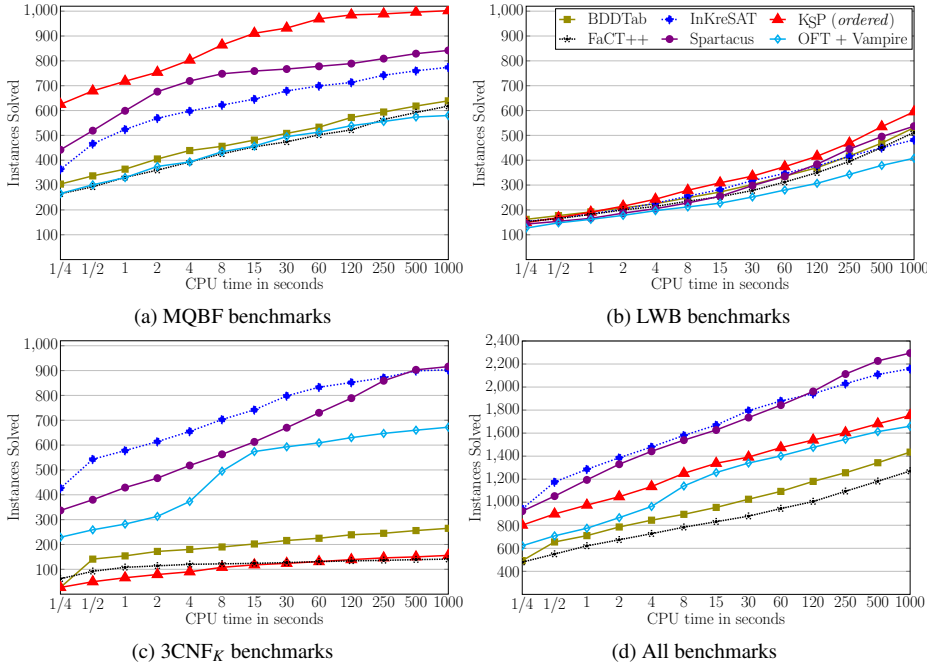 1,000
900
800
700
600
500
400
300
200
100
Instances Solved
1/4 1/2 1 2 4 8 15 30 60 120 250 500 1000
CPU time in seconds
(a) MQBF benchmarks
BDDTab InKreSAT KSP (ordered)
FaCT++ Spartacus OFT + Vampire
1,000
900
800
700
600
500
400
300
200
100
Instances Solved
1/4 1/2 1 2 4 8 15 30 60 120 250 500 1000
CPU time in seconds
(b) LWB benchmarks
1,000
900
800
700
600
500
400
300
200
100
Instances Solved
1/4 1/2 1 2 4 8 15 30 60 120 250 500 1000
CPU time in seconds
(c) 3CNFK benchmarks
2,400
2,200
2,000
1,800
1,600
1,400
1,200
1,000
800
600
400
Instances Solved
1/4 1/2 1 2 4 8 15 30 60 120 250 500 1000
CPU time in seconds
(d) All benchmarks